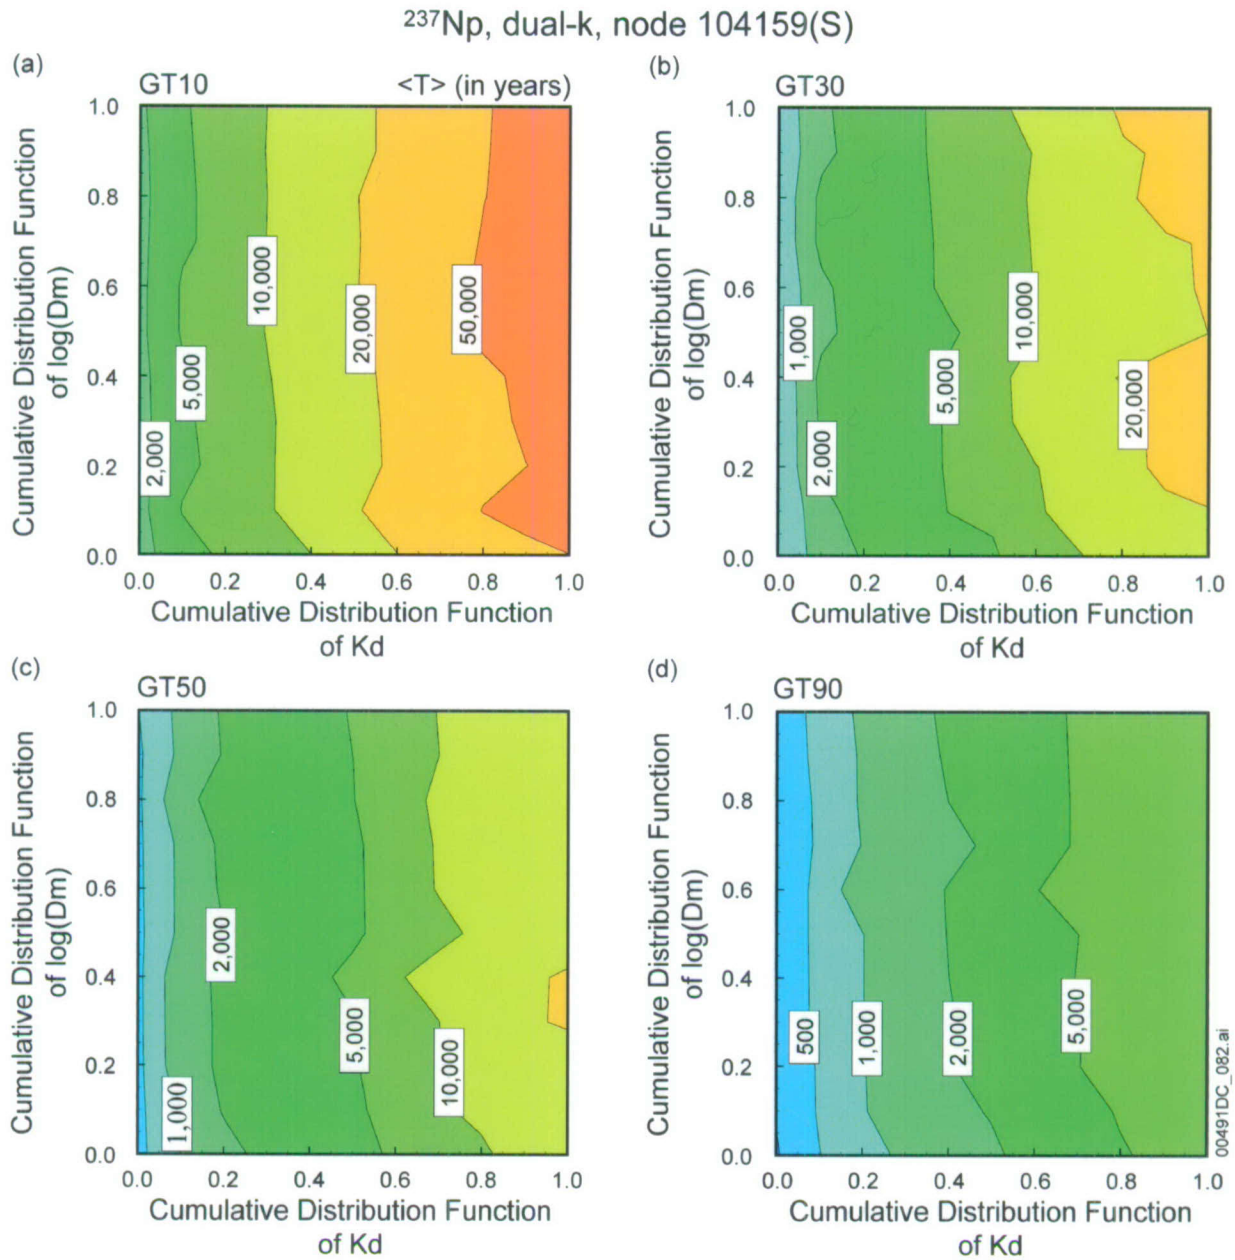 ²³⁷Np, dual-k, node 104159(S)
(a)
GT10
<T> (in years)
Cumulative Distribution Function
of log(Dm)
1.0
0.8
0.6
0.4
0.2
0.0
2,000
5,000
10,000
20,000
50,000
0.0 0.2 0.4 0.6 0.8 1.0
Cumulative Distribution Function
of Kd
(b)
GT30
Cumulative Distribution Function
of log(Dm)
1.0
0.8
0.6
0.4
0.2
0.0
1,000
2,000
5,000
10,000
20,000
0.0 0.2 0.4 0.6 0.8 1.0
Cumulative Distribution Function
of Kd
(c)
GT50
Cumulative Distribution Function
of log(Dm)
1.0
0.8
0.6
0.4
0.2
0.0
1,000
2,000
5,000
10,000
0.0 0.2 0.4 0.6 0.8 1.0
Cumulative Distribution Function
of Kd
(d)
GT90
Cumulative Distribution Function
of log(Dm)
1.0
0.8
0.6
0.4
0.2
0.0
500
1,000
2,000
5,000
0.0 0.2 0.4 0.6 0.8 1.0
Cumulative Distribution Function
of Kd
00491DC_082.ai